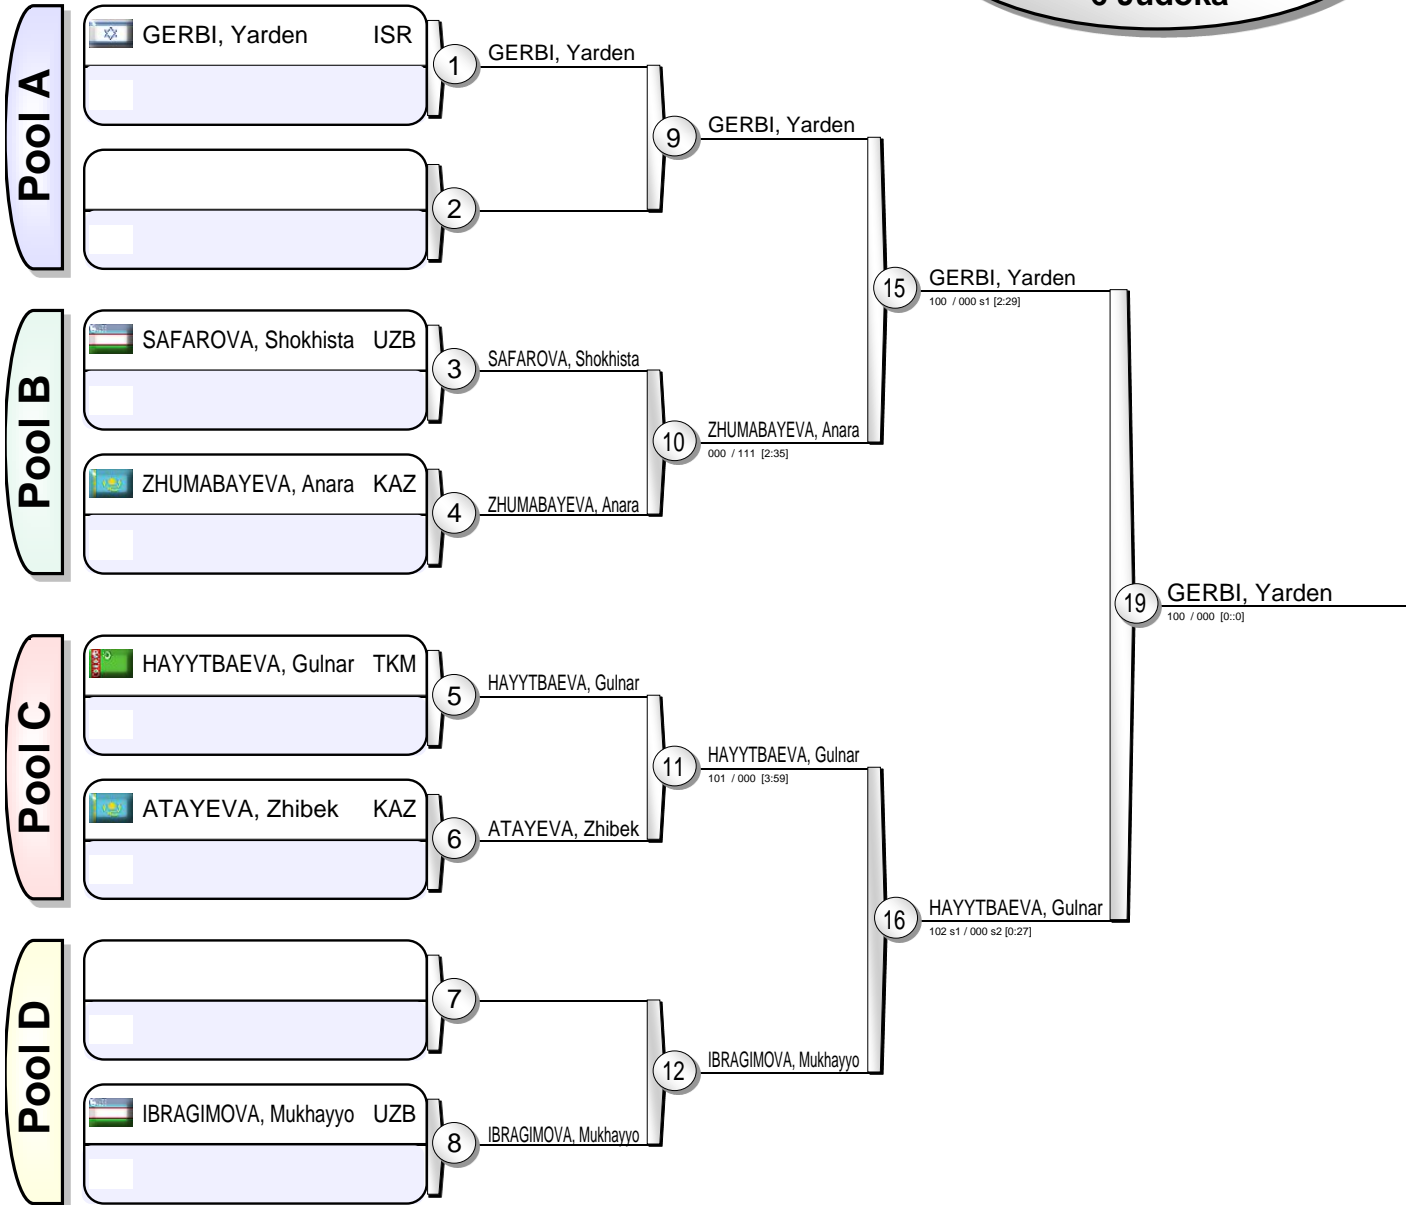 Pool A
GERBI, Yarden ISR
1
GERBI, Yarden
2
9
GERBI, Yarden
Pool B
SAFAROVA, Shokhista UZB
3
SAFAROVA, Shokhista
ZHUMABAYEVA, Anara KAZ
4
ZHUMABAYEVA, Anara
10
ZHUMABAYEVA, Anara
000 / 111 [2:35]
15
GERBI, Yarden
100 / 000 s1 [2:29]
Pool C
HAYYTBAEVA, Gulnar TKM
5
HAYYTBAEVA, Gulnar
ATAYEVA, Zhibek KAZ
6
ATAYEVA, Zhibek
11
HAYYTBAEVA, Gulnar
101 / 000 [3:59]
Pool D
7
IBRAGIMOVA, Mukhayyo UZB
8
IBRAGIMOVA, Mukhayyo
12
IBRAGIMOVA, Mukhayyo
16
HAYYTBAEVA, Gulnar
102 s1 / 000 s2 [0:27]
19
GERBI, Yarden
100 / 000 [0::0]